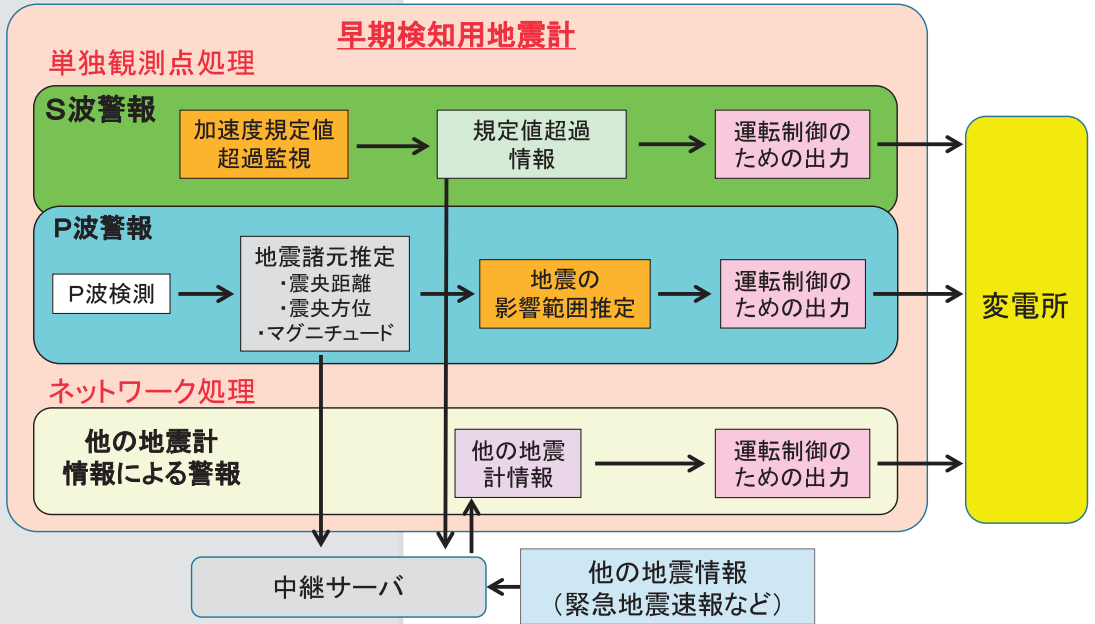 早期検知用地震計
単独観測点処理
S波警報
加速度規定値
超過監視
規定値超過
情報
運転制御の
ための出力
P波警報
P波検測
地震諸元推定
・震央距離
・震央方位
・マグニチュード
地震の
影響範囲推定
運転制御の
ための出力
変電所
ネットワーク処理
他の地震計
情報による警報
他の地震
計情報
運転制御の
ための出力
中継サーバ
他の地震情報
（緊急地震速報など）